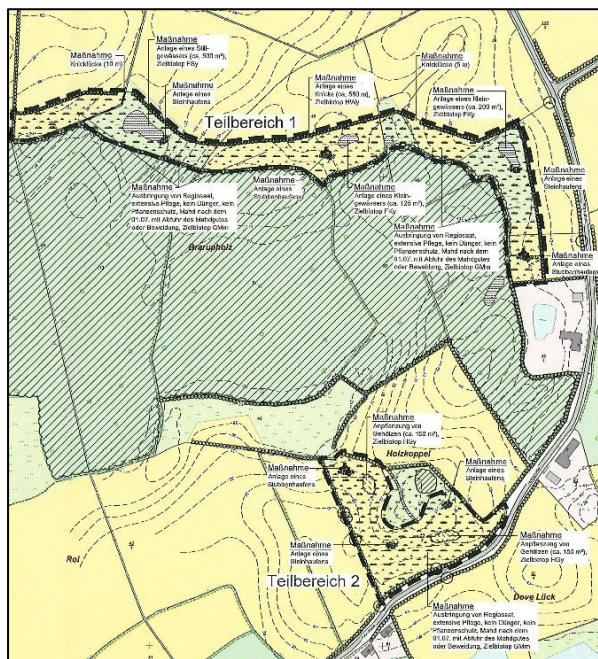 Maßnahme
Anlage eines Still-
gewässers (ca. 500 m²),
Zielbiotop FSy
Maßnahme
Knicklücke (10 m)
Maßnahme
Anlage eines
Steinhaufens
Maßnahme
Anlage eines
Knicks (ca. 550 m),
Zielbiotop HWy
Maßnahme
Knicklücke (5 m)
Maßnahme
Anlage eines Klein-
gewässers (ca. 200 m²),
Zielbiotop FKy
Teilbereich 1
Maßnahme
Anlage eines
Steinhaufens
Maßnahme
Ausbringung von Regiosaat,
extensive Pflege, kein Dünger, kein
Pflanzenschutz, Mahd nach dem
01.07. mit Abfuhr des Mahdgutes
oder Beweidung, Zielbiotop GMm
Maßnahme
Anlage eines
Stubbenhaufens
Maßnahme
Anlage eines Klein-
gewässers (ca. 125 m²),
Zielbiotop FKy
Maßnahme
Ausbringung von Regiosaat,
extensive Pflege, kein Dünger, kein
Pflanzenschutz, Mahd nach dem
01.07. mit Abfuhr des Mahdgutes
oder Beweidung, Zielbiotop GMm
Maßnahme
Anlage eines
Stubbenhaufens
Brarupholz
Maßnahme
Anpflanzung von
Gehölzen (ca. 150 m²),
Zielbiotop HGy
Holzkoppel
Maßnahme
Anlage eines
Stubbenhaufens
Maßnahme
Anlage eines
Steinhaufens
Maßnahme
Anlage eines
Steinhaufens
Maßnahme
Anpflanzung von
Gehölzen (ca. 150 m²),
Zielbiotop HGy
Rol
Teilbereich 2
Dove Lück
Maßnahme
Ausbringung von Regiosaat,
extensive Pflege, kein Dünger, kein
Pflanzenschutz, Mahd nach dem
01.07. mit Abfuhr des Mahdgutes
oder Beweidung, Zielbiotop GMm